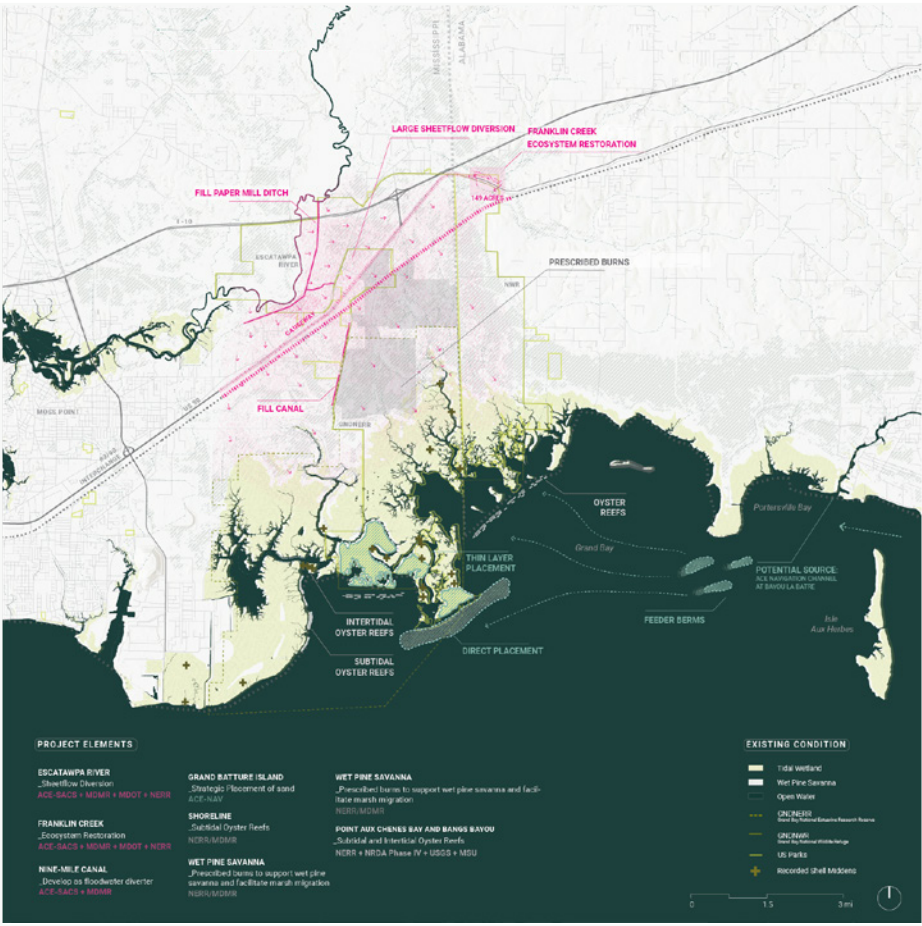 MISSISSIPPI
ALABAMA
LARGE SHEETFLOW DIVERSION
FRANKLIN CREEK
ECOSYSTEM RESTORATION
FILL PAPER MILL DITCH
149 ACRES
I-10
ESCATAWPA
RIVER
PRESCRIBED BURNS
NWR
CAUSEWAY
FILL CANAL
US 90
MOSS POINT
INTERCHANGE
GNDNERR
OYSTER
REEFS
Portersville Bay
Grand Bay
THIN LAYER
PLACEMENT
POTENTIAL SOURCE:
ACE NAVIGATION CHANNEL
AT BAYOU LA BATRE
FEEDER BERMS
Isle
Aux Herbes
INTERTIDAL
OYSTER REEFS
DIRECT PLACEMENT
SUBTIDAL
OYSTER REEFS
PROJECT ELEMENTS
ESCATAWPA RIVER
_Sheetflow Diversion
ACE-SACS + MDMR + MDOT + NERR
FRANKLIN CREEK
_Ecosystem Restoration
ACE-SACS + MDMR + MDOT + NERR
NINE-MILE CANAL
_Develop as floodwater diverter
ACE-SACS + MDMR
GRAND BATTURE ISLAND
_Strategic Placement of sand
ACE-NAV
SHORELINE
_Subtidal Oyster Reefs
NERR/MDMR
WET PINE SAVANNA
_Prescribed burns to support wet pine
savanna and facilitate marsh migration
NERR/MDMR
WET PINE SAVANNA
_Prescribed burns to support wet pine savanna and facil-
itate marsh migration
NERR/MDMR
POINT AUX CHENES BAY AND BANGS BAYOU
_Subtidal and Intertidal Oyster Reefs
NERR + NRDA Phase IV + USGS + MSU
EXISTING CONDITION
Tidal Wetland
Wet Pine Savanna
Open Water
GNDNERR
Grand Bay National Estuarine Research Reserve
GNDNWR
Grand Bay National Wildlife Refuge
US Parks
Recorded Shell Middens
0 1.5 3 mi